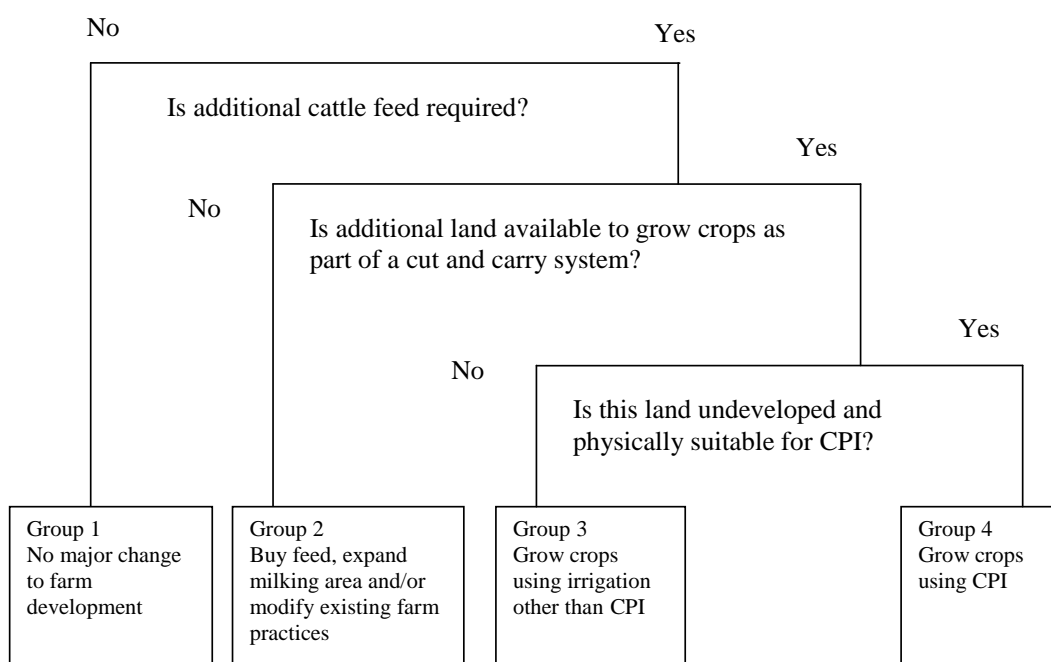 No
Yes
Is additional cattle feed required?
Yes
No
Is additional land available to grow crops as
part of a cut and carry system?
Yes
No
Is this land undeveloped and
physically suitable for CPI?
Group 1
No major change
to farm
development
Group 2
Buy feed, expand
milking area and/or
modify existing farm
practices
Group 3
Grow crops
using irrigation
other than CPI
Group 4
Grow crops
using CPI